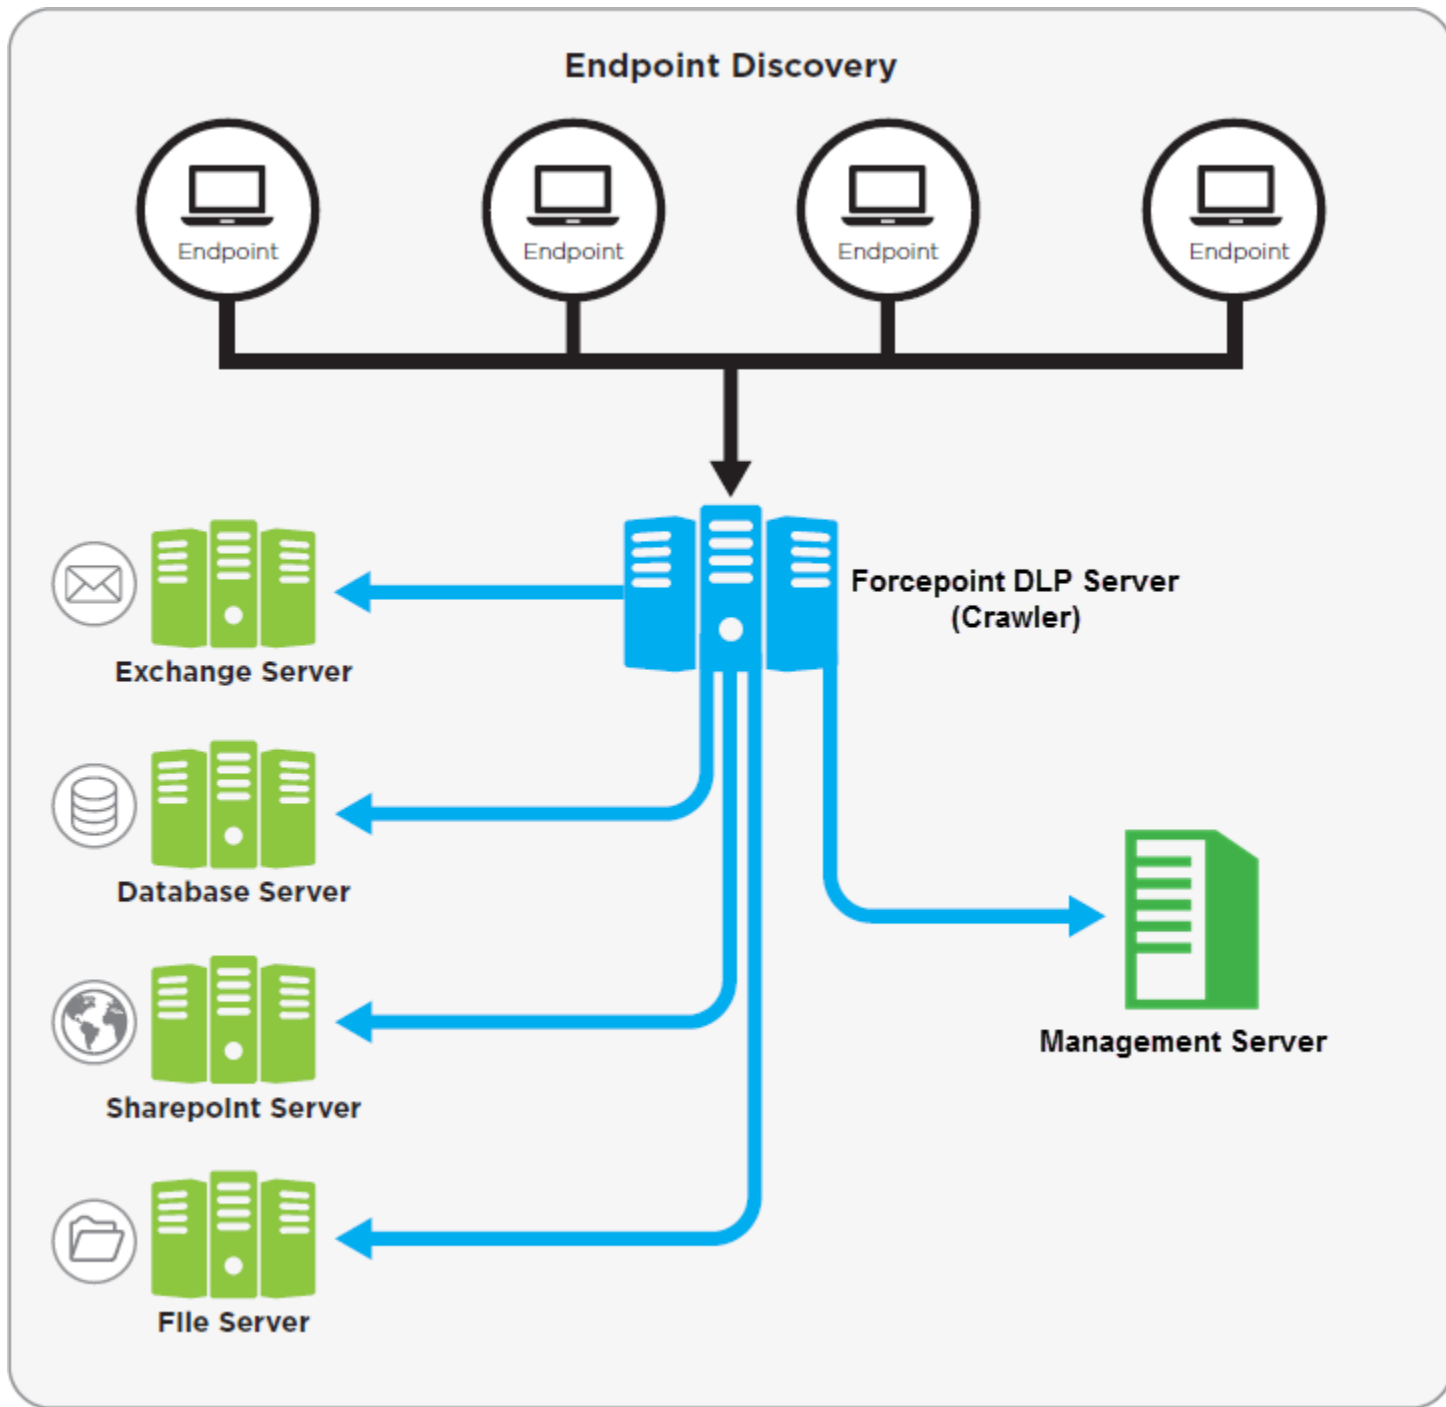 Endpoint Discovery
Endpoint
Endpoint
Endpoint
Endpoint
Forcepoint DLP Server
(Crawler)
Exchange Server
Database Server
Management Server
SharepoInt Server
FIle Server